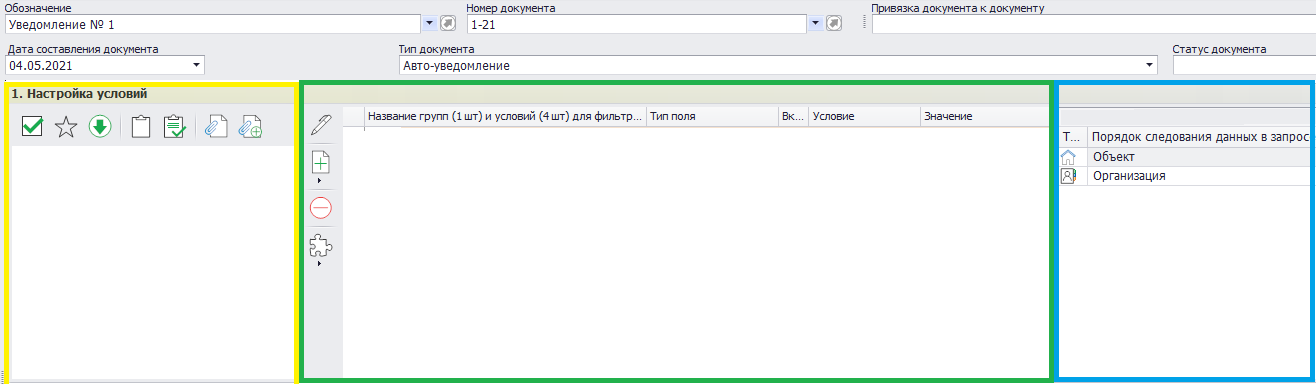 Обозначение Номер документа Привязка документа к документу
Уведомление № 1 1-21
Дата составления документа Тип документа Статус документа
04.05.2021 Авто-уведомление
1. Настройка условий
Название групп (1 шт) и условий (4 шт) для фильтр... Тип поля Вк... Условие Значение
Т... Порядок следования данных в запрос
Объект
Организация